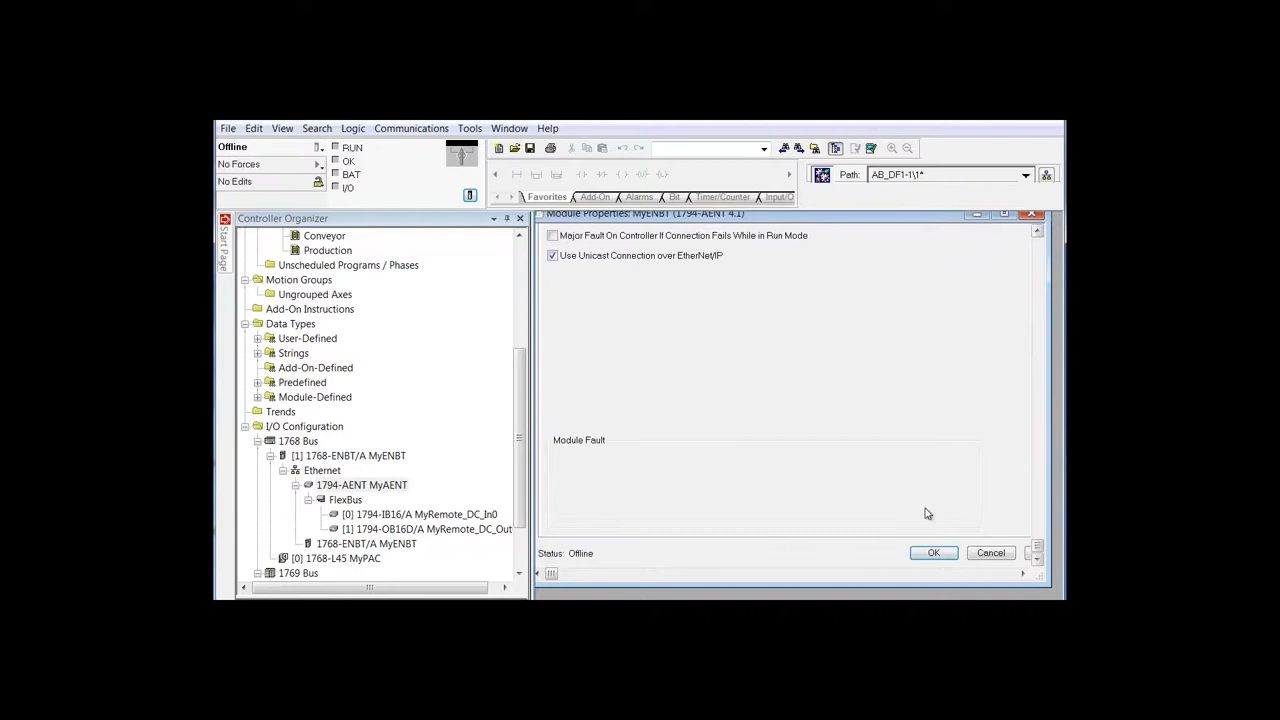 File Edit View Search Logic Communications Tools Window Help
Offline
RUN
No Forces
OK
No Edits
BAT
I/O
Path: AB_DF1-1\1*
Favorites Add-On Alarms Bit Timer/Counter Input/O
Start Page
Controller Organizer
Conveyor
Production
Unscheduled Programs / Phases
Motion Groups
Ungrouped Axes
Add-On Instructions
Data Types
User-Defined
Strings
Add-On-Defined
Predefined
Module-Defined
Trends
I/O Configuration
1768 Bus
[1] 1768-ENBT/A MyENBT
Ethernet
1794-AENT MyAENT
FlexBus
[0] 1794-IB16/A MyRemote_DC_In0
[1] 1794-OB16D/A MyRemote_DC_Out
1768-ENBT/A MyENBT
[0] 1768-L45 MyPAC
1769 Bus
Module Properties: MyENBT (1794-AENT 4.1)
Major Fault On Controller If Connection Fails While in Run Mode
Use Unicast Connection over EtherNet/IP
Module Fault
Status: Offline
OK
Cancel